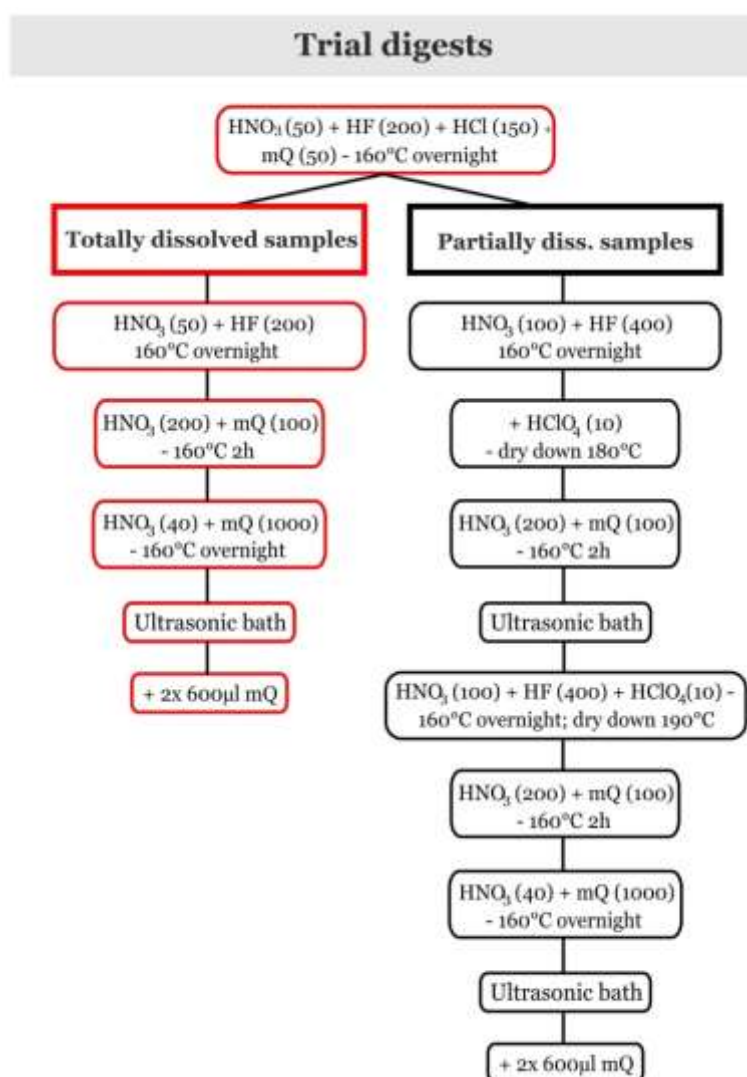 Trial digests
HNO₃ (50) + HF (200) + HCl (150) +
mQ (50) - 160°C overnight
Totally dissolved samples
HNO₃ (50) + HF (200)
160°C overnight
HNO₃ (200) + mQ (100)
- 160°C 2h
HNO₃ (40) + mQ (1000)
- 160°C overnight
Ultrasonic bath
+ 2x 600µl mQ
Partially diss. samples
HNO₃ (100) + HF (400)
160°C overnight
+ HClO₄ (10)
- dry down 180°C
HNO₃ (200) + mQ (100)
- 160°C 2h
Ultrasonic bath
HNO₃ (100) + HF (400) + HClO₄(10) -
160°C overnight; dry down 190°C
HNO₃ (200) + mQ (100)
- 160°C 2h
HNO₃ (40) + mQ (1000)
- 160°C overnight
Ultrasonic bath
+ 2x 600µl mQ